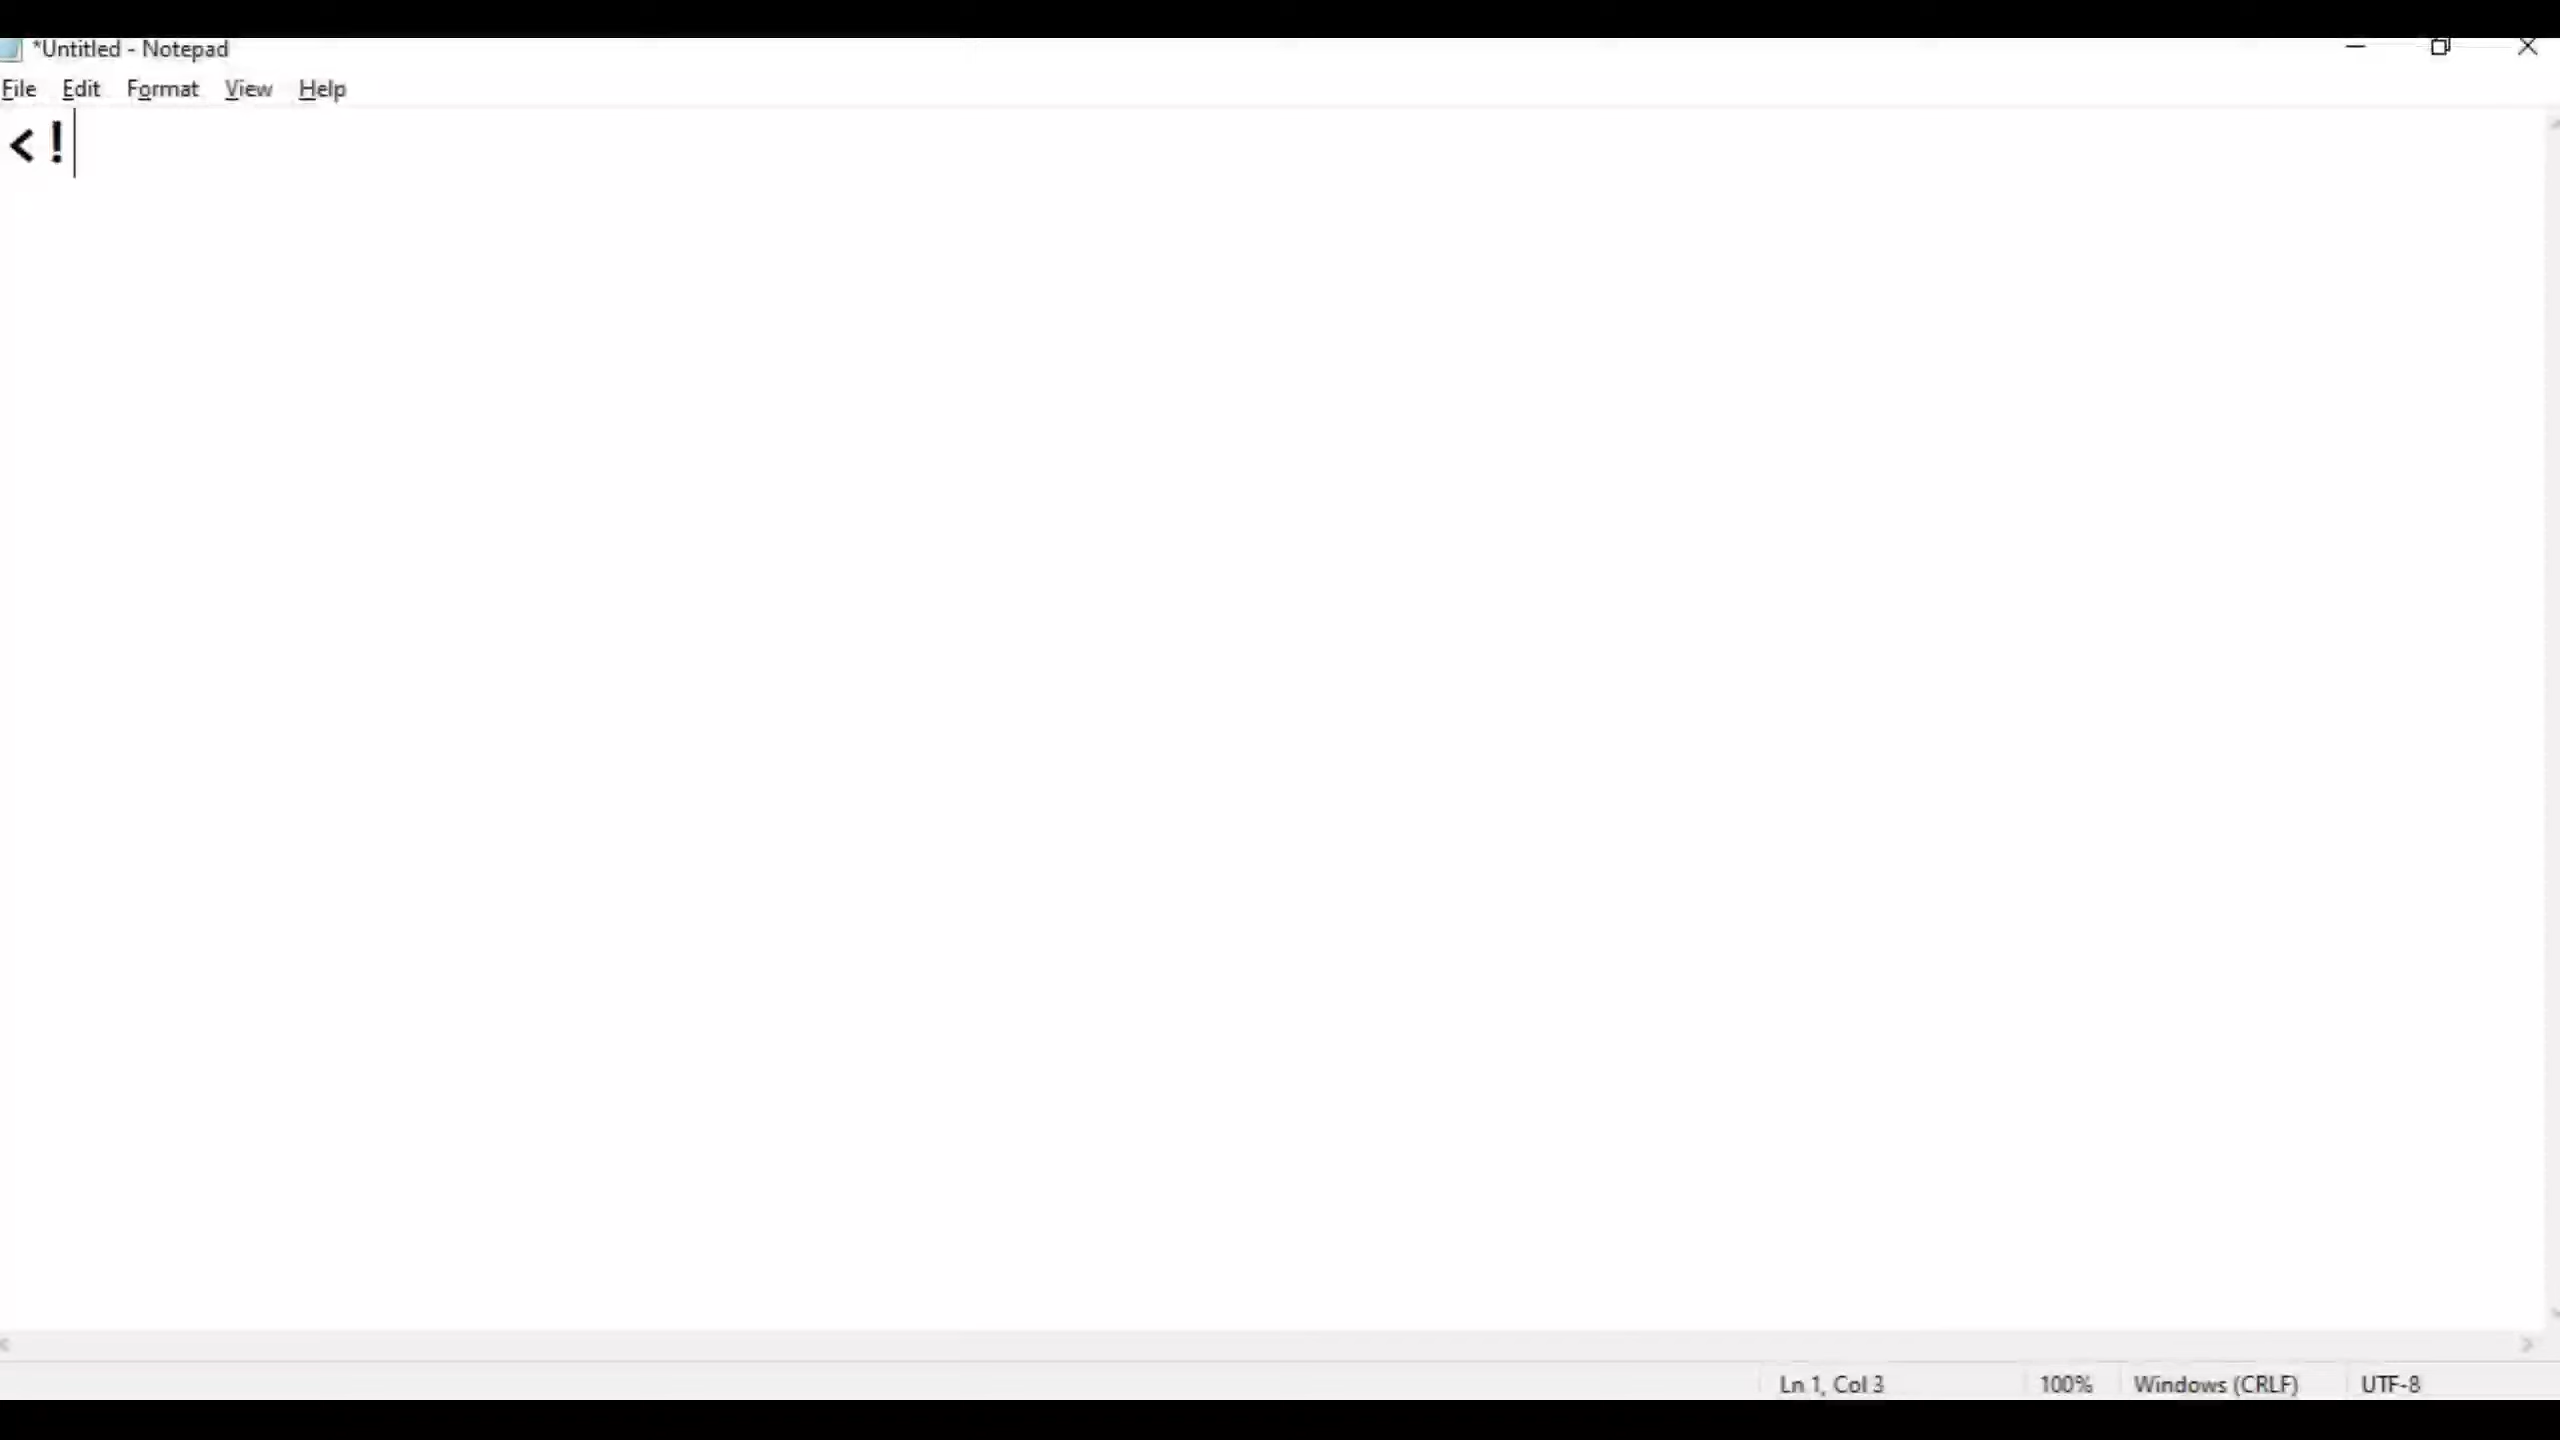 *Untitled - Notepad
File Edit Format View Help
<!
Ln 1, Col 3 100% Windows (CRLF) UTF-8